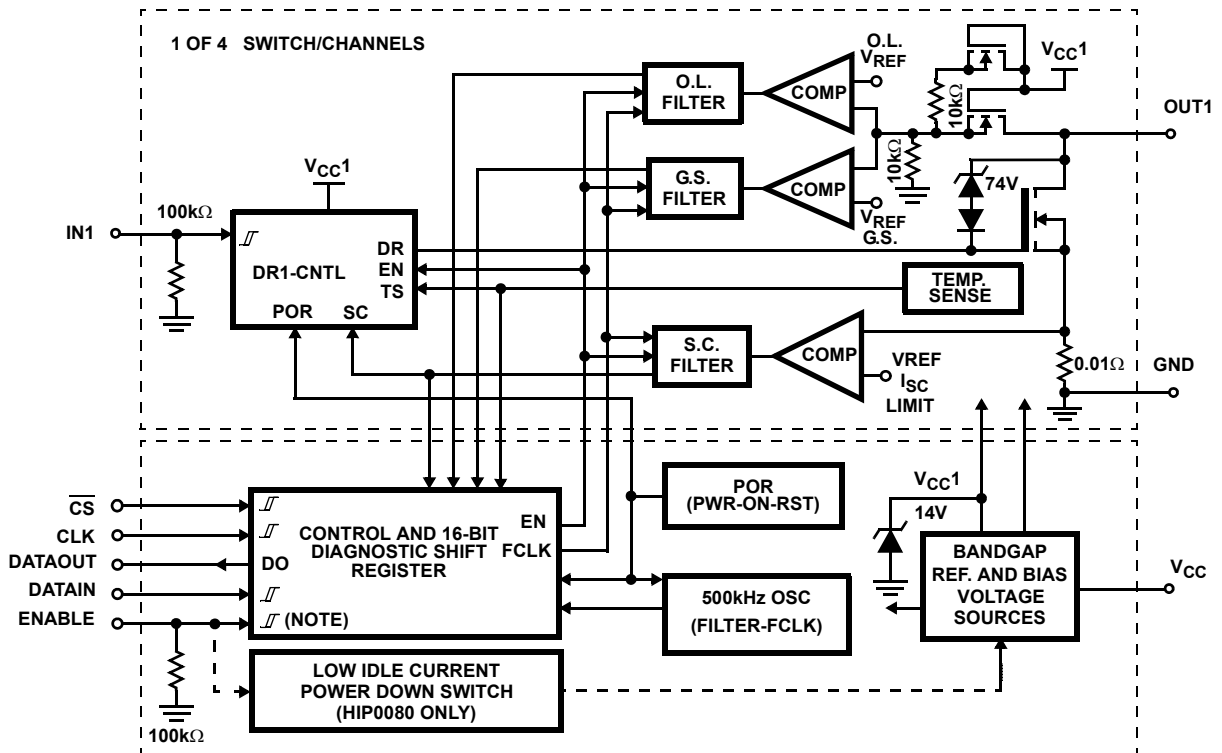 1 OF 4 SWITCH/CHANNELS
O.L.
VREF
VCC1
OUT1
O.L.
FILTER
COMP
10kΩ
10kΩ
VCC1
G.S.
FILTER
COMP
74V
VREF
G.S.
100kΩ
IN1
DR
EN
TS
DR1-CNTL
POR SC
TEMP.
SENSE
S.C.
FILTER
COMP
VREF
ISC
LIMIT
0.01Ω
GND
CS
CLK
DATAOUT
DATAIN
ENABLE
DO
CONTROL AND 16-BIT
DIAGNOSTIC SHIFT
REGISTER
EN
FCLK
(NOTE)
POR
(PWR-ON-RST)
500kHz OSC
(FILTER-FCLK)
VCC1
14V
BANDGAP
REF. AND BIAS
VOLTAGE
SOURCES
VCC
LOW IDLE CURRENT
POWER DOWN SWITCH
(HIP0080 ONLY)
100kΩ